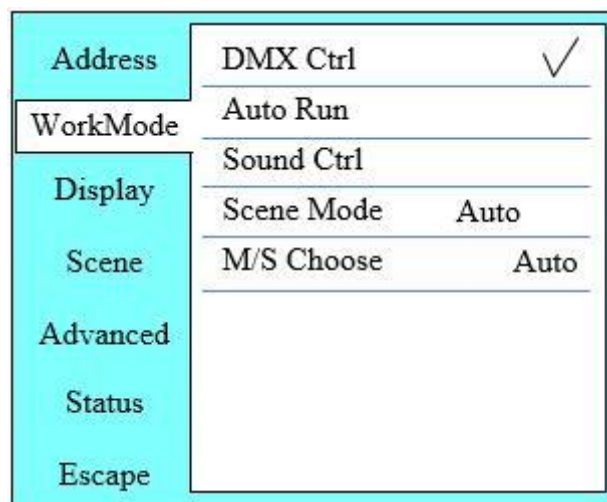 Address
WorkMode
Display
Scene
Advanced
Status
Escape
DMX Ctrl
Auto Run
Sound Ctrl
Scene Mode Auto
M/S Choose Auto